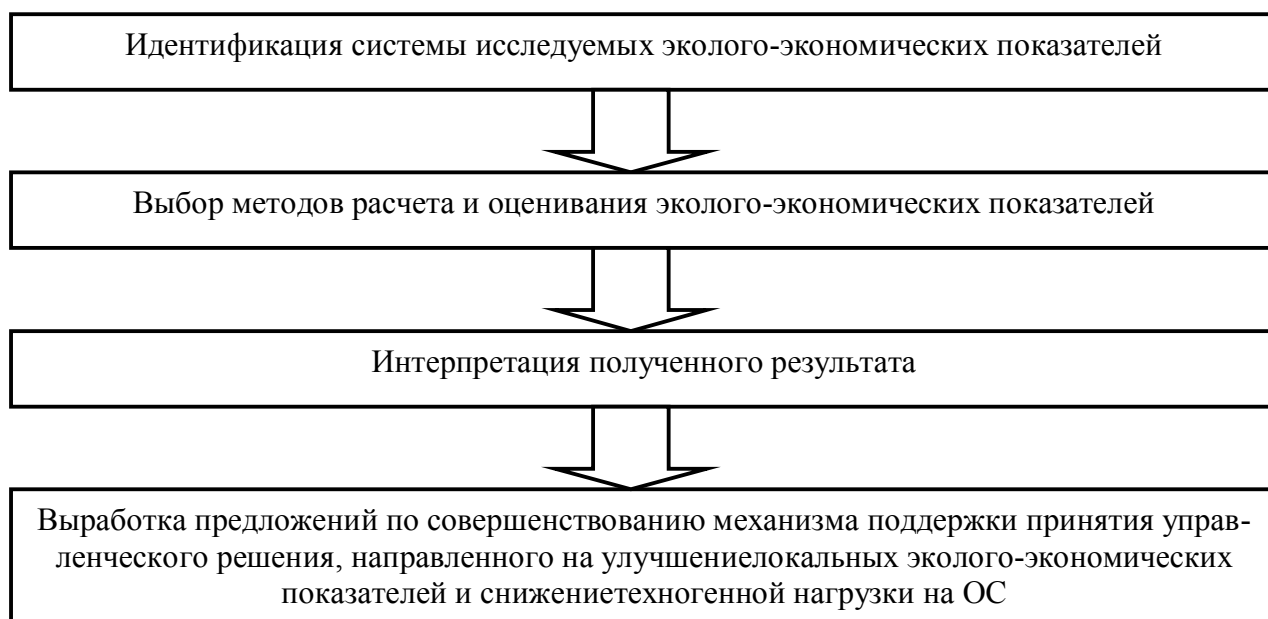 Идентификация системы исследуемых эколого-экономических показателей
Выбор методов расчета и оценивания эколого-экономических показателей
Интерпретация полученного результата
Выработка предложений по совершенствованию механизма поддержки принятия управ-
ленческого решения, направленного на улучшениелокальных эколого-экономических
показателей и снижениетехногенной нагрузки на ОС